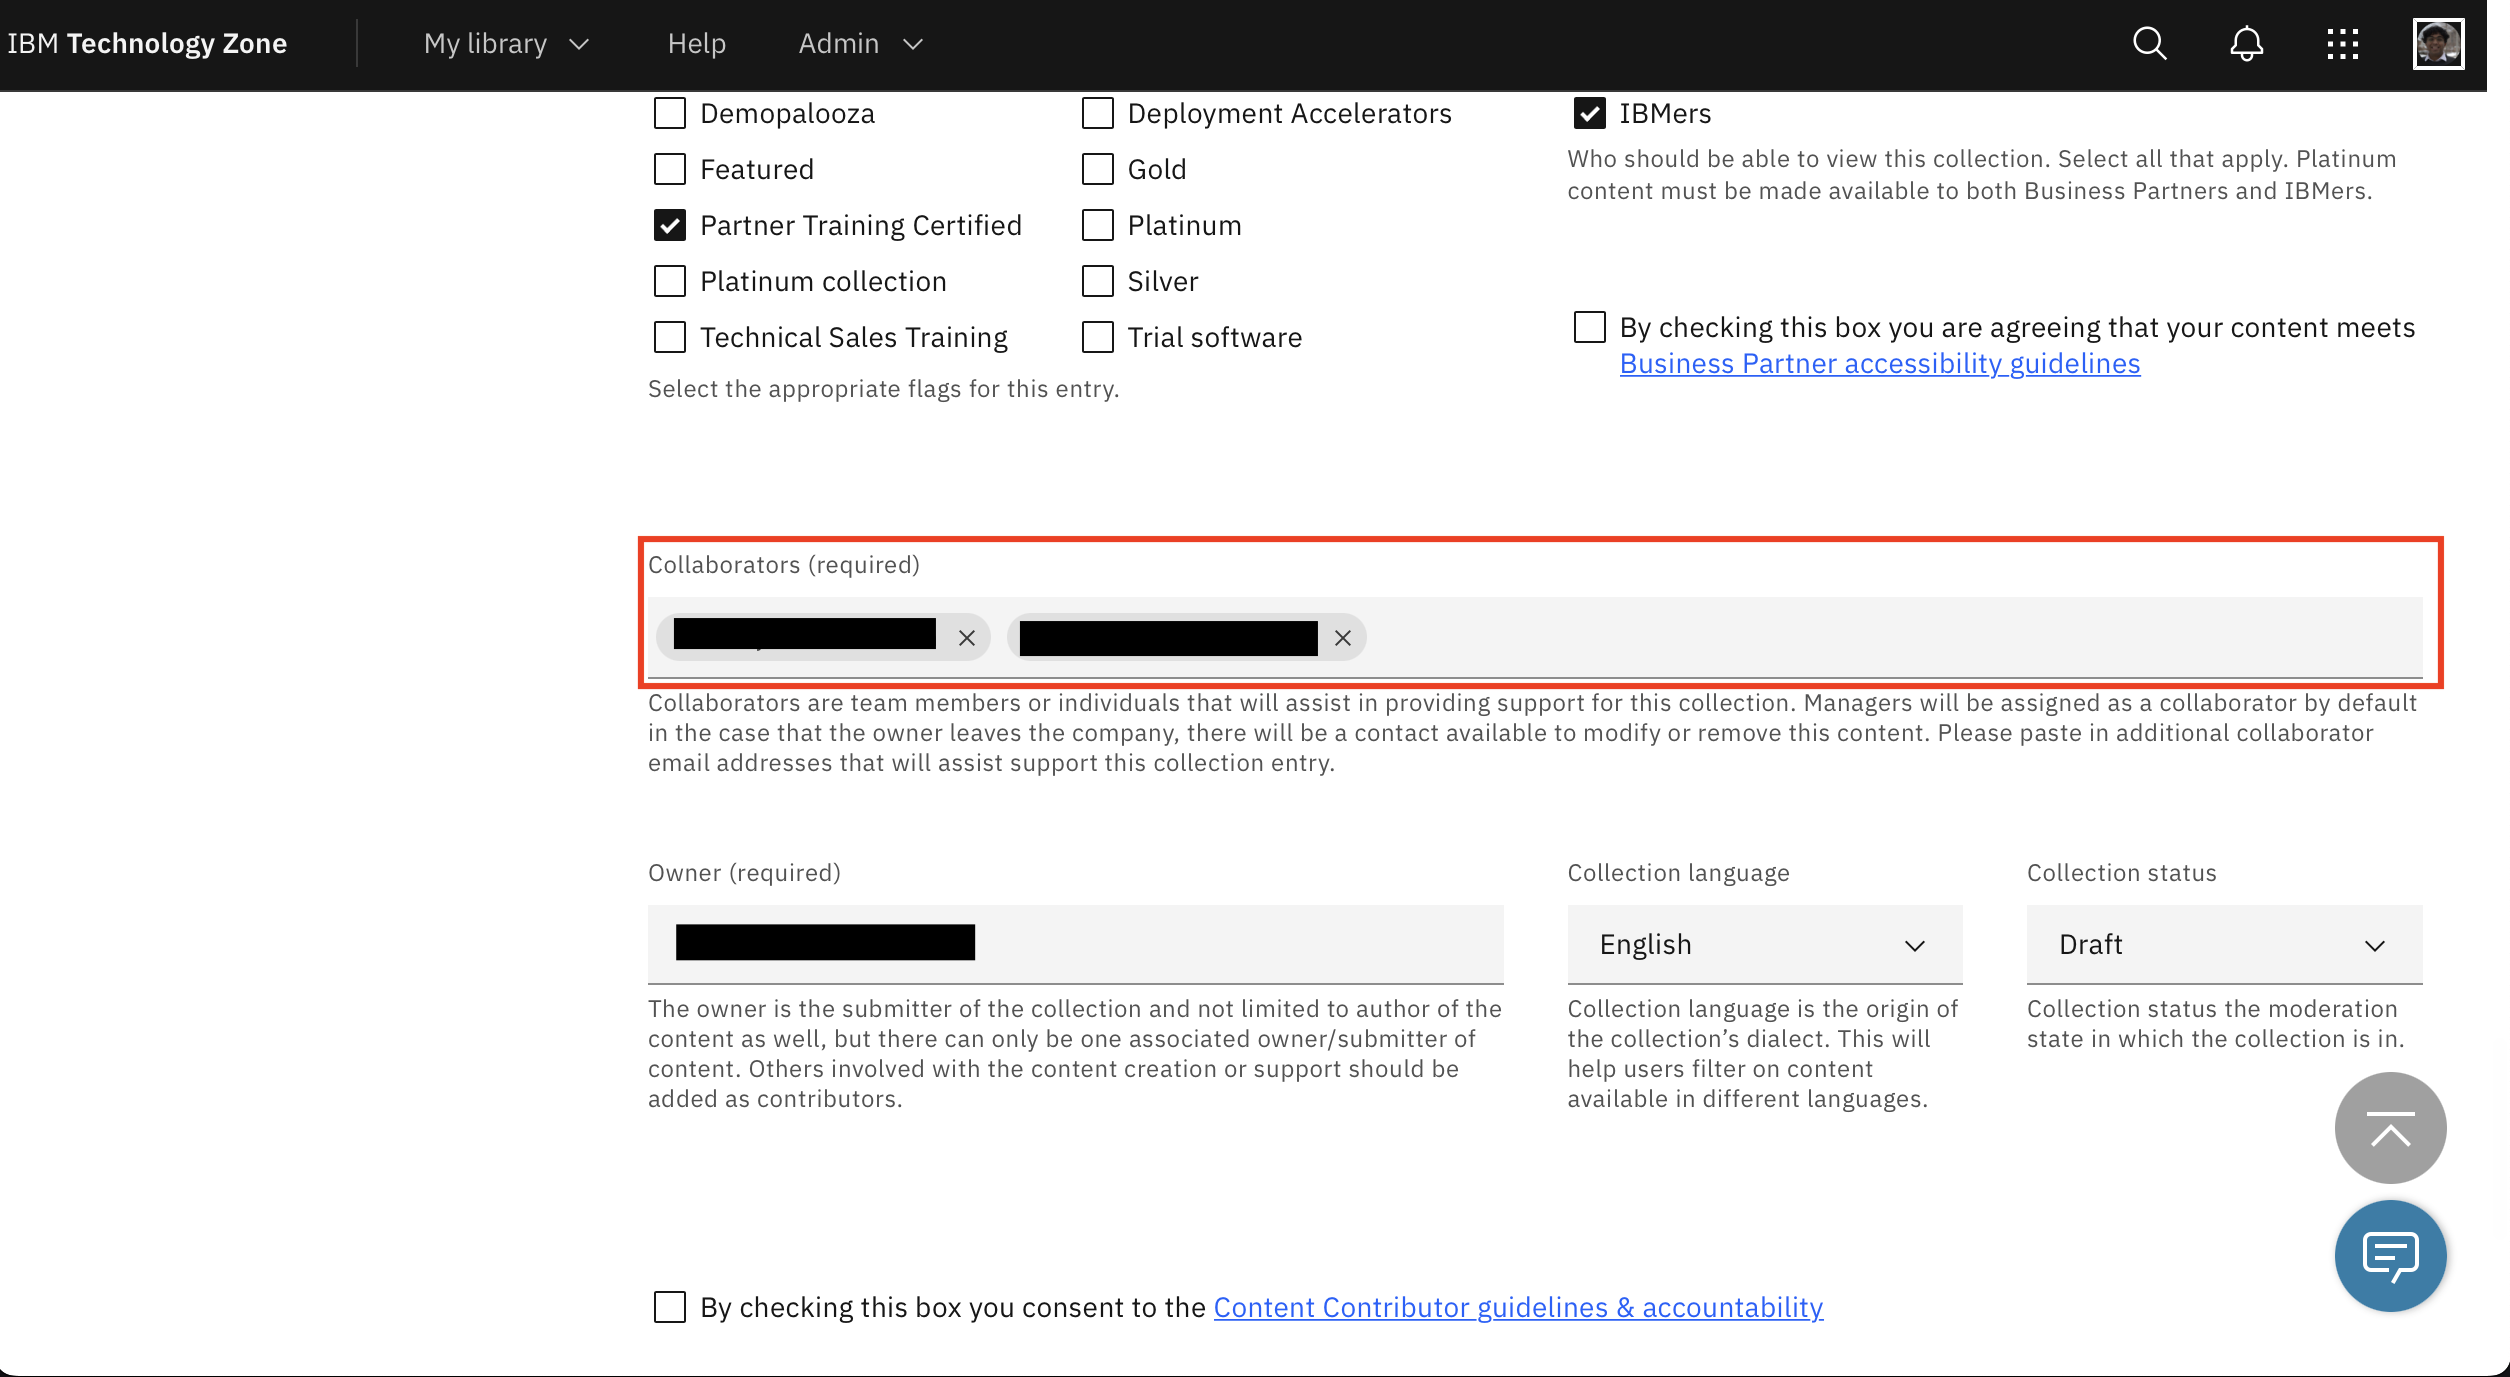 IBM Technology Zone My library Help Admin
Demopalooza
Featured
Partner Training Certified
Platinum collection
Technical Sales Training
Deployment Accelerators
Gold
Platinum
Silver
Trial software
Select the appropriate flags for this entry.
IBMers
Who should be able to view this collection. Select all that apply. Platinum
content must be made available to both Business Partners and IBMers.
By checking this box you are agreeing that your content meets
Business Partner accessibility guidelines
Collaborators (required)
Collaborators are team members or individuals that will assist in providing support for this collection. Managers will be assigned as a collaborator by default
in the case that the owner leaves the company, there will be a contact available to modify or remove this content. Please paste in additional collaborator
email addresses that will assist support this collection entry.
Owner (required)
The owner is the submitter of the collection and not limited to author of the
content as well, but there can only be one associated owner/submitter of
content. Others involved with the content creation or support should be
added as contributors.
Collection language
English
Collection language is the origin of
the collection’s dialect. This will
help users filter on content
available in different languages.
Collection status
Draft
Collection status the moderation
state in which the collection is in.
By checking this box you consent to the Content Contributor guidelines & accountability